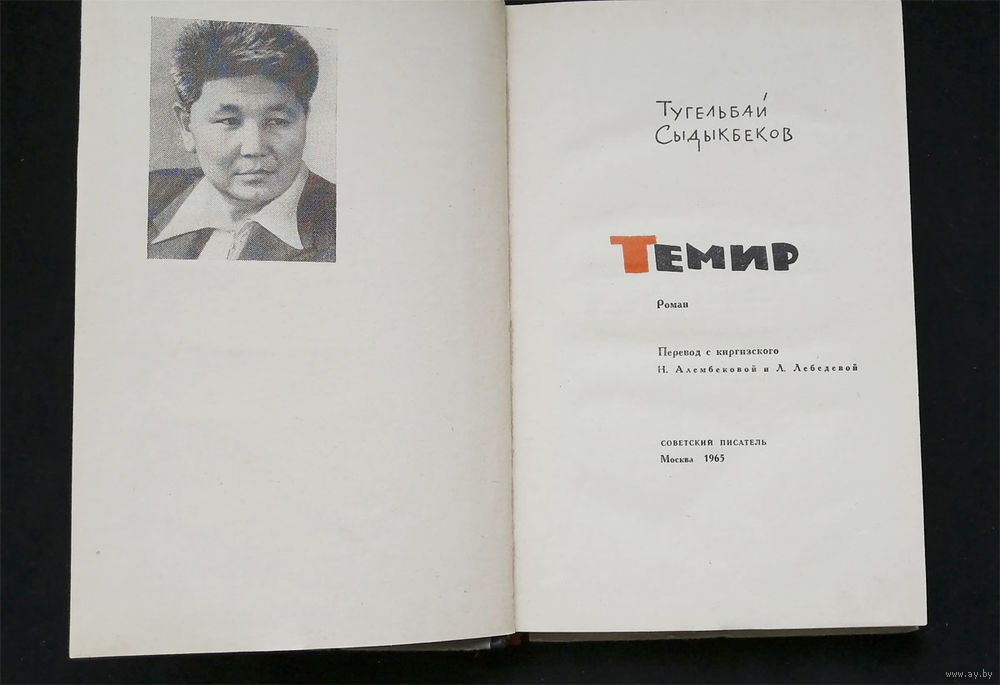 Тугельбай
Сыдыкбеков
Темир
Роман
Перевод с киргизского
Н. Алембековой и Л. Лебедевой
СОВЕТСКИЙ ПИСАТЕЛЬ
Москва 1965
www.ay.by